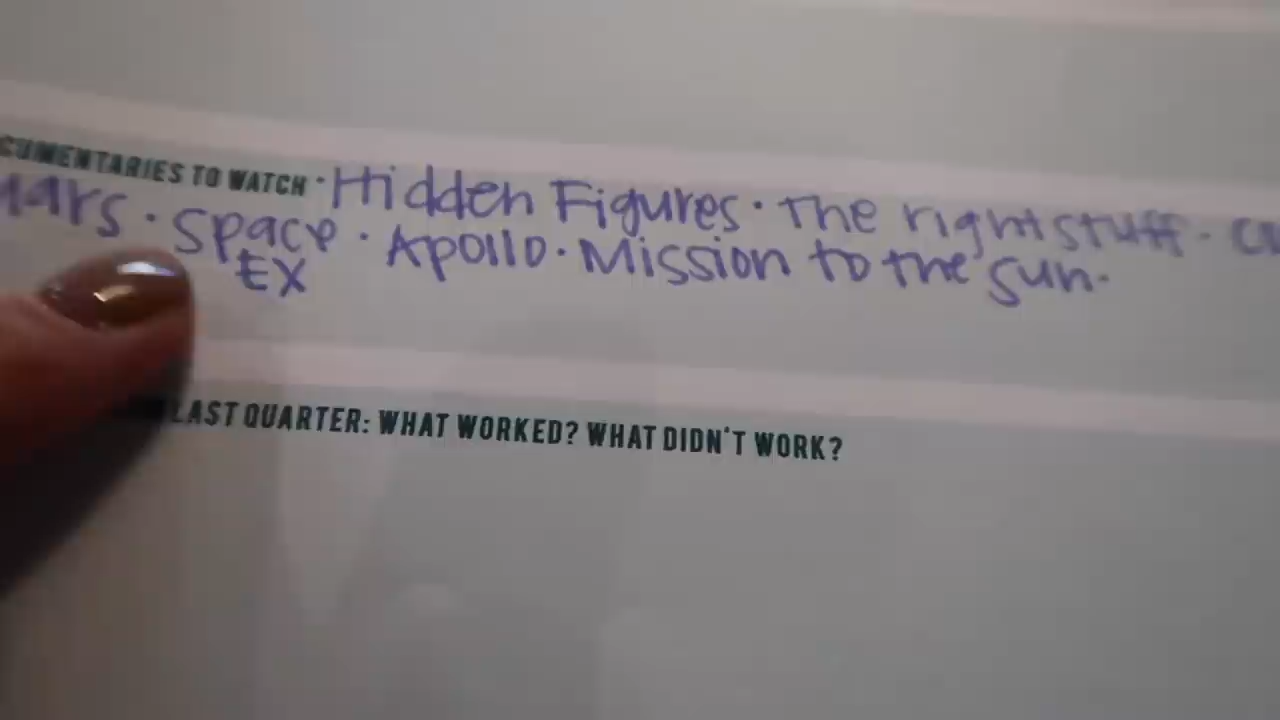 CUMENTARIES TO WATCH · Hidden Figures · The right stuff ·
Mars · Space · Apollo · Mission to the Sun.
EX
LAST QUARTER: WHAT WORKED? WHAT DIDN'T WORK?